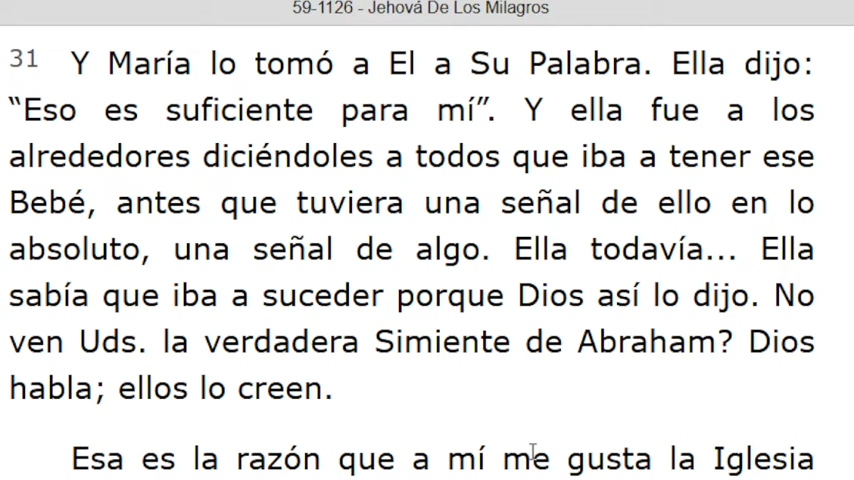 59-1126 - Jehová De Los Milagros
31 Y María lo tomó a El a Su Palabra. Ella dijo:
“Eso es suficiente para mí”. Y ella fue a los
alrededores diciéndoles a todos que iba a tener ese
Bebé, antes que tuviera una señal de ello en lo
absoluto, una señal de algo. Ella todavía... Ella
sabía que iba a suceder porque Dios así lo dijo. No
ven Uds. la verdadera Simiente de Abraham? Dios
habla; ellos lo creen.
Esa es la razón que a mí me gusta la Iglesia